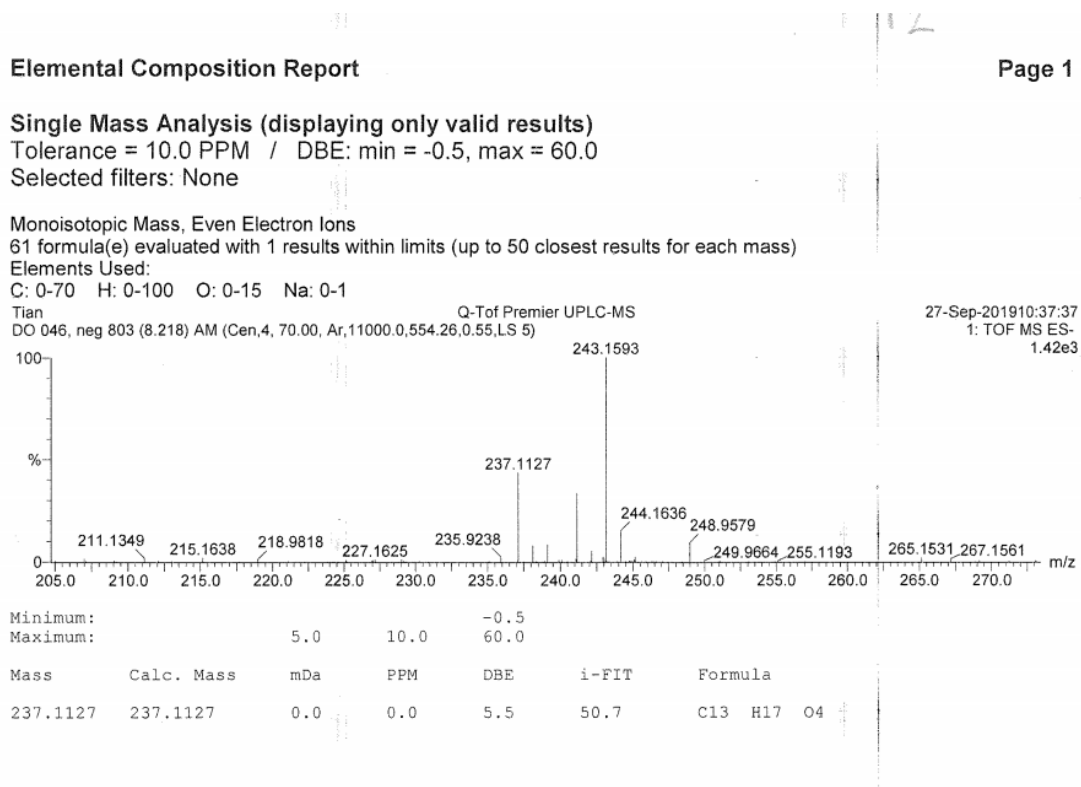 12
Elemental Composition Report Page 1
Single Mass Analysis (displaying only valid results)
Tolerance = 10.0 PPM / DBE: min = -0.5, max = 60.0
Selected filters: None
Monoisotopic Mass, Even Electron Ions
61 formula(e) evaluated with 1 results within limits (up to 50 closest results for each mass)
Elements Used:
C: 0-70 H: 0-100 O: 0-15 Na: 0-1
Tian Q-Tof Premier UPLC-MS 27-Sep-201910:37:37
DO 046, neg 803 (8.218) AM (Cen,4, 70.00, Ar,11000.0,554.26,0.55,LS 5) 1: TOF MS ES-
1.42e3
100
243.1593
%
237.1127
244.1636
248.9579
211.1349 215.1638 218.9818 227.1625 235.9238 249.9664 255.1193 265.1531 267.1561
0
205.0 210.0 215.0 220.0 225.0 230.0 235.0 240.0 245.0 250.0 255.0 260.0 265.0 270.0 m/z
Minimum: -0.5
Maximum: 5.0 10.0 60.0
Mass Calc. Mass mDa PPM DBE i-FIT Formula
237.1127 237.1127 0.0 0.0 5.5 50.7 C13 H17 O4